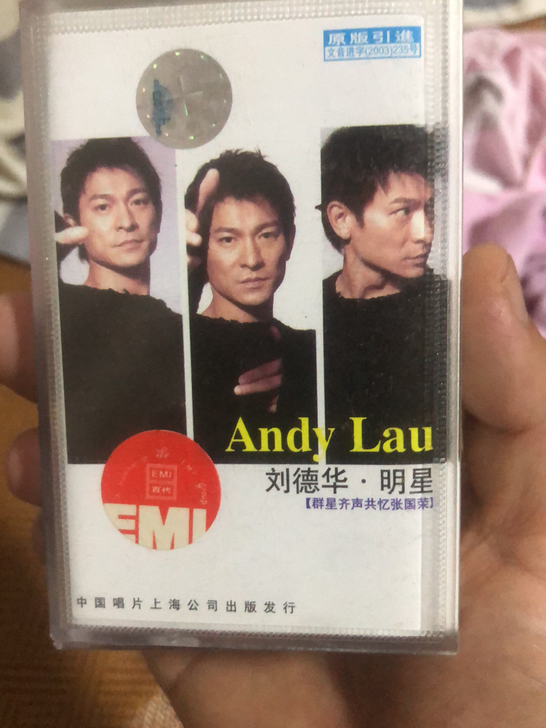 原版引進
文音进字(2003)235号
Andy Lau
刘德华·明星
【群星齐声共忆张国荣】
EMI
百代
EMI
中国唱片上海公司出版发行